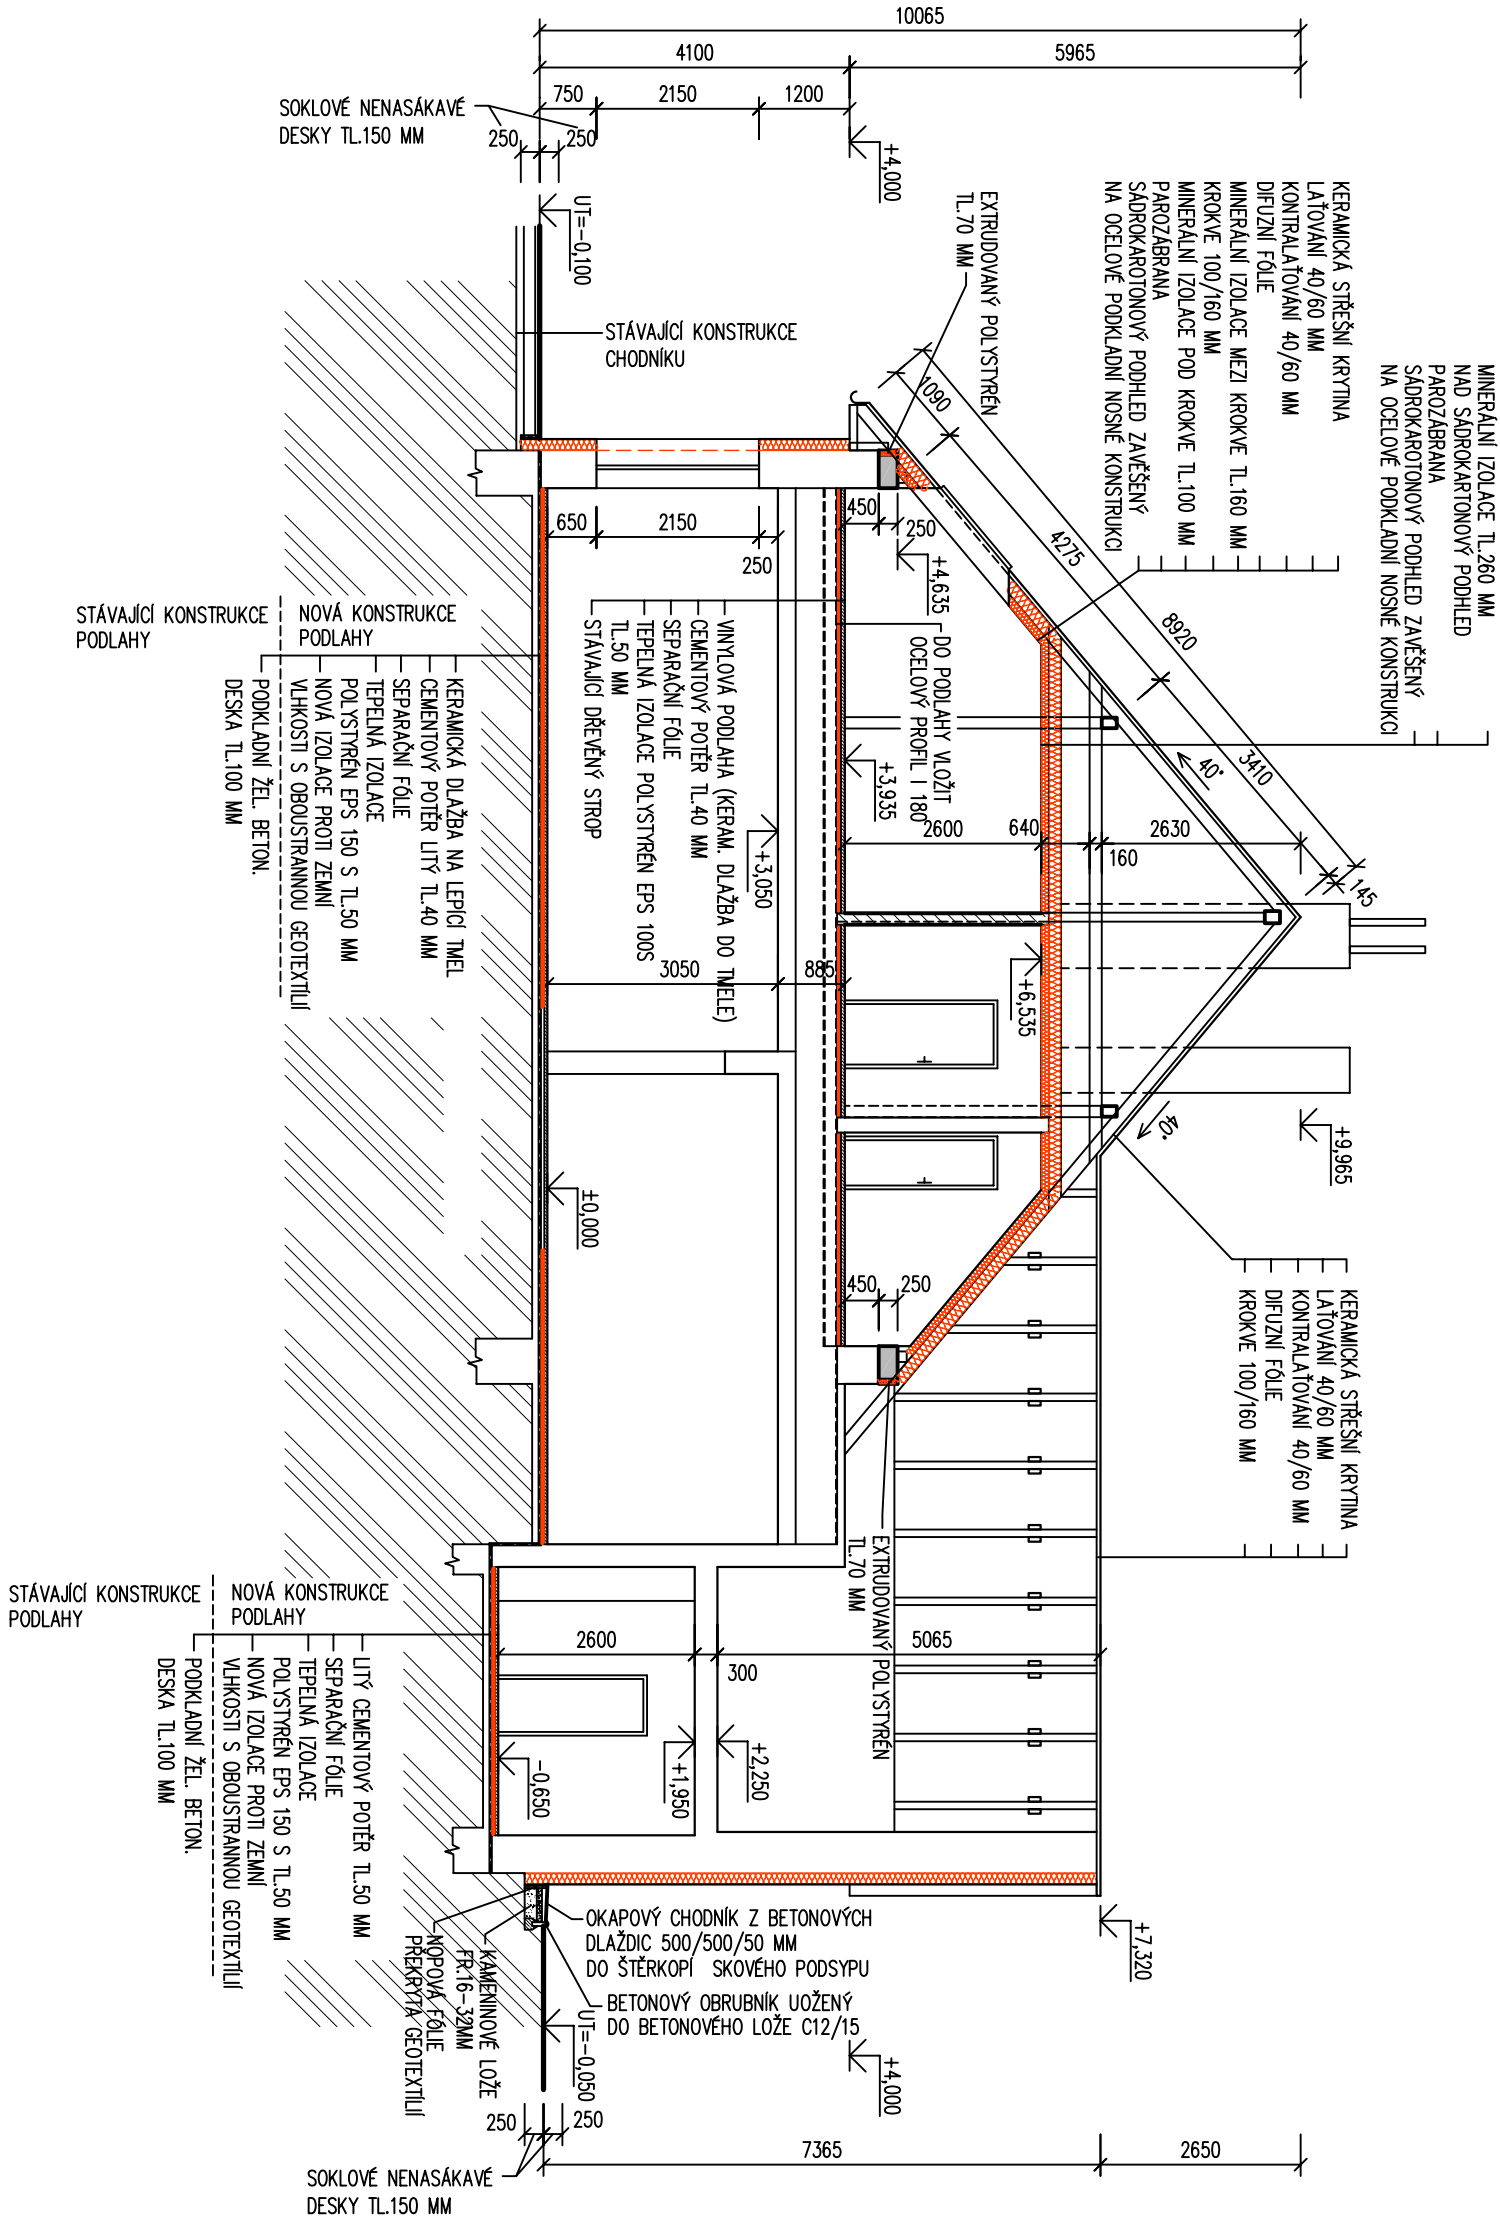 10065
4100
5965
750
2150
1200
SOKLOVÉ NENASÁKAVÉ
DESKY TL.150 MM
250
250
+4,000
UT=-0,100
EXTRUDOVANÝ POLYSTYRÉN
TL.70 MM
KERAMICKÁ STŘEŠNÍ KRYTINA
LAŤOVÁNÍ 40/60 MM
KONTRALAŤOVÁNÍ 40/60 MM
DIFUZNÍ FÓLIE
MINERÁLNÍ IZOLACE MEZI KROKVE TL.160 MM
KROKVE 100/160 MM
MINERÁLNÍ IZOLACE POD KROKVE TL.100 MM
PAROZÁBRANA
SÁDROKAROTONOVÝ PODHLED ZAVĚŠENÝ
NA OCELOVÉ PODKLADNÍ NOSNÉ KONSTRUKCI
MINERÁLNÍ IZOLACE TL.260 MM
NAD SÁDROKARTONOVÝ PODHLED
PAROZÁBRANA
SÁDROKAROTONOVÝ PODHLED ZAVĚŠENÝ
NA OCELOVÉ PODKLADNÍ NOSNÉ KONSTRUKCI
STÁVAJÍCÍ KONSTRUKCE
CHODNÍKU
1090
4275
8920
3410
145
40°
650
2150
250
450
250
+4,635
STÁVAJÍCÍ KONSTRUKCE
PODLAHY
NOVÁ KONSTRUKCE
PODLAHY
KERAMICKÁ DLAŽBA NA LEPÍCÍ TMEL
CEMENTOVÝ POTĚR LITÝ TL.40 MM
SEPARAČNÍ FÓLIE
TEPELNÁ IZOLACE
POLYSTYRÉN EPS 150 S TL.50 MM
NOVÁ IZOLACE PROTI ZEMNÍ
VLHKOSTI S OBOUSTRANNOU GEOTEXTÍLIÍ
PODKLADNÍ ŽEL. BETON.
DESKA TL.100 MM
VINYLOVÁ PODLAHA (KERAM. DLAŽBA DO TMELE)
CEMENTOVÝ POTĚR TL.40 MM
SEPARAČNÍ FÓLIE
TEPELNÁ IZOLACE POLYSTYRÉN EPS 100S
TL.50 MM
STÁVAJÍCÍ DŘEVĚNÝ STROP
DO PODLAHY VLOŽIT
OCELOVÝ PROFIL I 180
+3,935
+3,050
2600
640
160
2630
3050
885
+6,535
+9,965
40°
±0,000
450
250
KERAMICKÁ STŘEŠNÍ KRYTINA
LAŤOVÁNÍ 40/60 MM
KONTRALAŤOVÁNÍ 40/60 MM
DIFUZNÍ FÓLIE
KROKVE 100/160 MM
EXTRUDOVANÝ POLYSTYRÉN
TL.70 MM
STÁVAJÍCÍ KONSTRUKCE
PODLAHY
NOVÁ KONSTRUKCE
PODLAHY
LITÝ CEMENTOVÝ POTĚR TL.50 MM
SEPARAČNÍ FÓLIE
TEPELNÁ IZOLACE
POLYSTYRÉN EPS 150 S TL.50 MM
NOVÁ IZOLACE PROTI ZEMNÍ
VLHKOSTI S OBOUSTRANNOU GEOTEXTÍLIÍ
PODKLADNÍ ŽEL. BETON.
DESKA TL.100 MM
2600
300
5065
-0,650
+1,950
+2,250
OKAPOVÝ CHODNÍK Z BETONOVÝCH
DLAŽDIC 500/500/50 MM
DO ŠTĚRKOPÍ SKOVÉHO PODSYPU
BETONOVÝ OBRUBNÍK UOŽENÝ
DO BETONOVÉHO LOŽE C12/15
KAMENINOVÉ LOŽE
FR.16-32MM
NOPOVÁ FÓLIE
PŘEKRYTA GEOTEXTÍLIÍ
UT=-0,050
+7,320
+4,000
250
250
7365
2650
SOKLOVÉ NENASÁKAVÉ
DESKY TL.150 MM